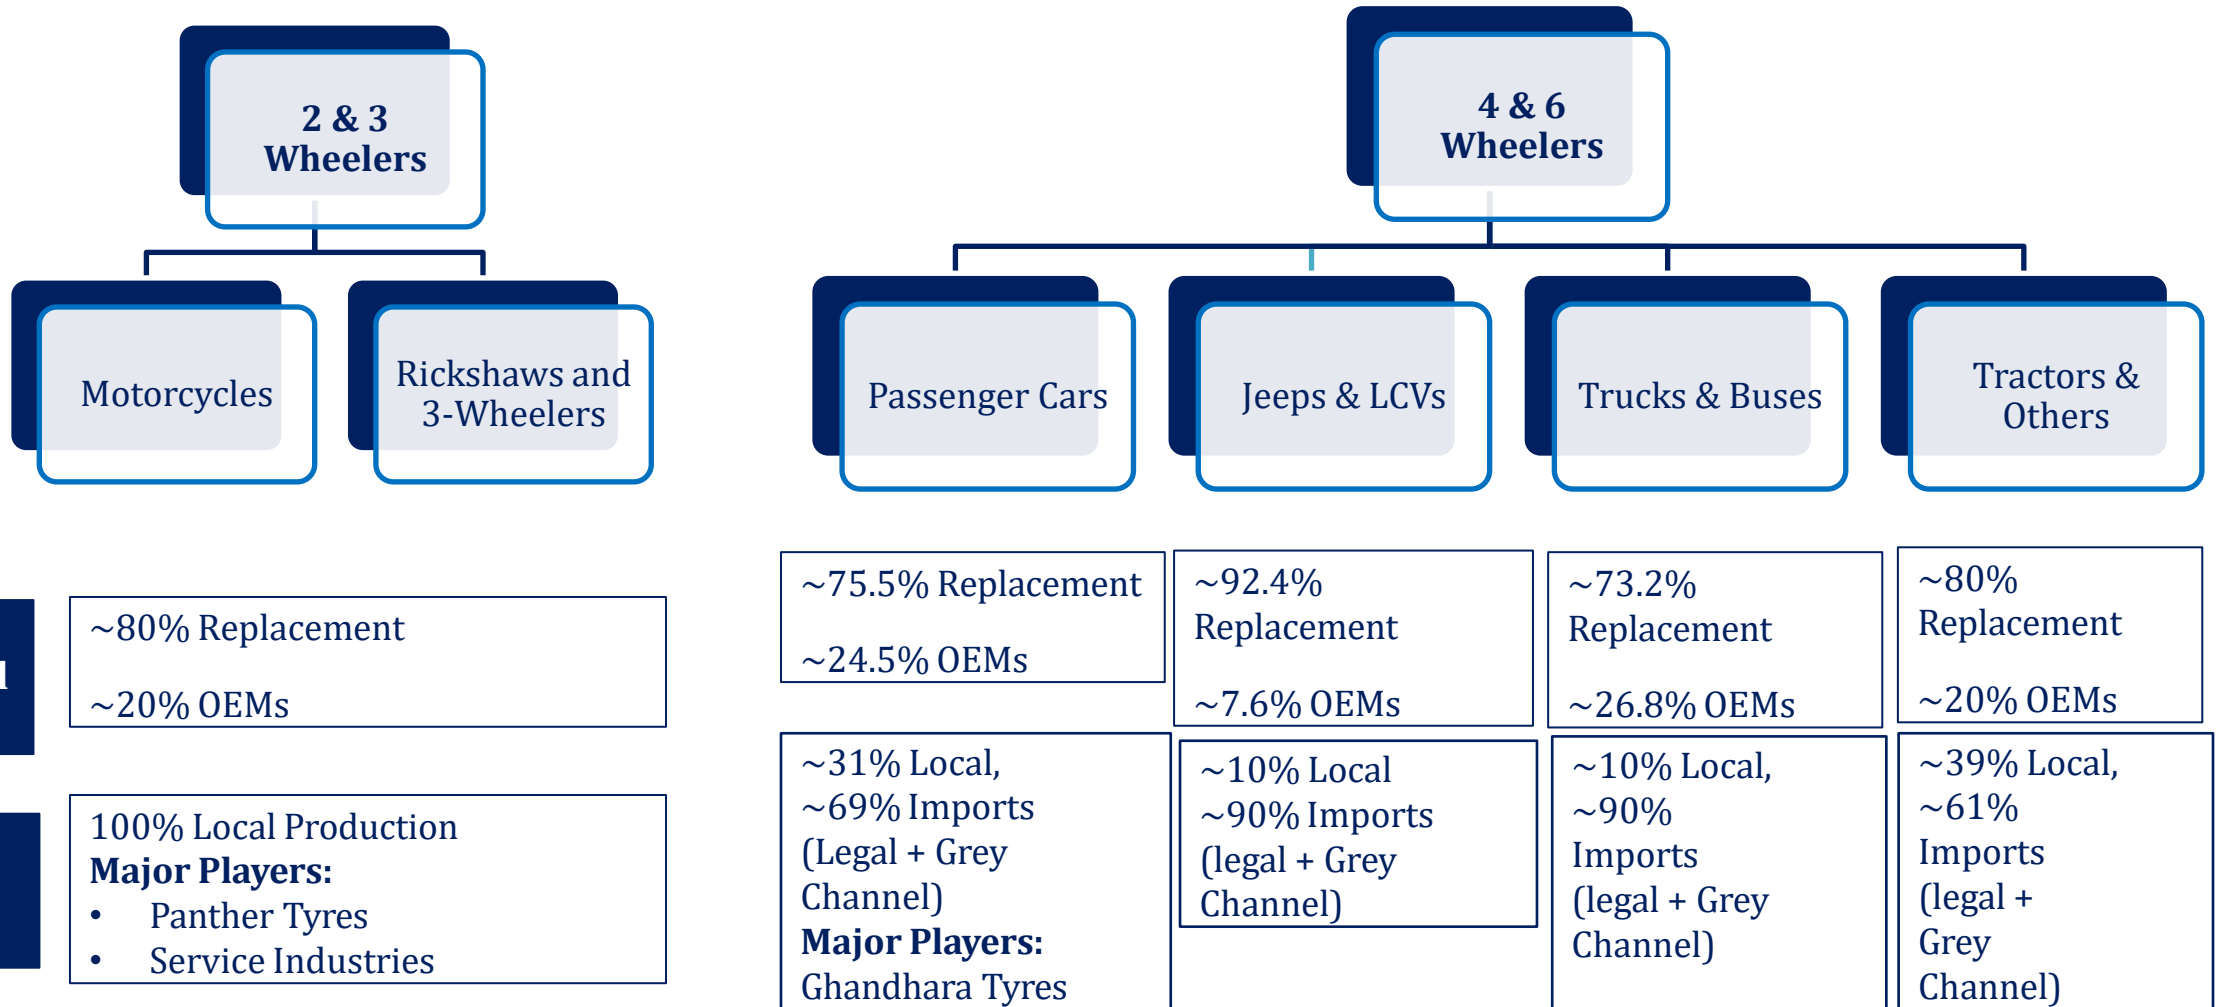 2 & 3
Wheelers
Motorcycles
Rickshaws and
3-Wheelers
~80% Replacement
~20% OEMs
100% Local Production
Major Players:
• Panther Tyres
• Service Industries
4 & 6
Wheelers
Passenger Cars
Jeeps & LCVs
Trucks & Buses
Tractors &
Others
~75.5% Replacement
~24.5% OEMs
~92.4%
Replacement
~7.6% OEMs
~73.2%
Replacement
~26.8% OEMs
~80%
Replacement
~20% OEMs
~31% Local,
~69% Imports
(Legal + Grey
Channel)
Major Players:
Ghandhara Tyres
~10% Local
~90% Imports
(legal + Grey
Channel)
~10% Local,
~90%
Imports
(legal + Grey
Channel)
~39% Local,
~61%
Imports
(legal +
Grey
Channel)